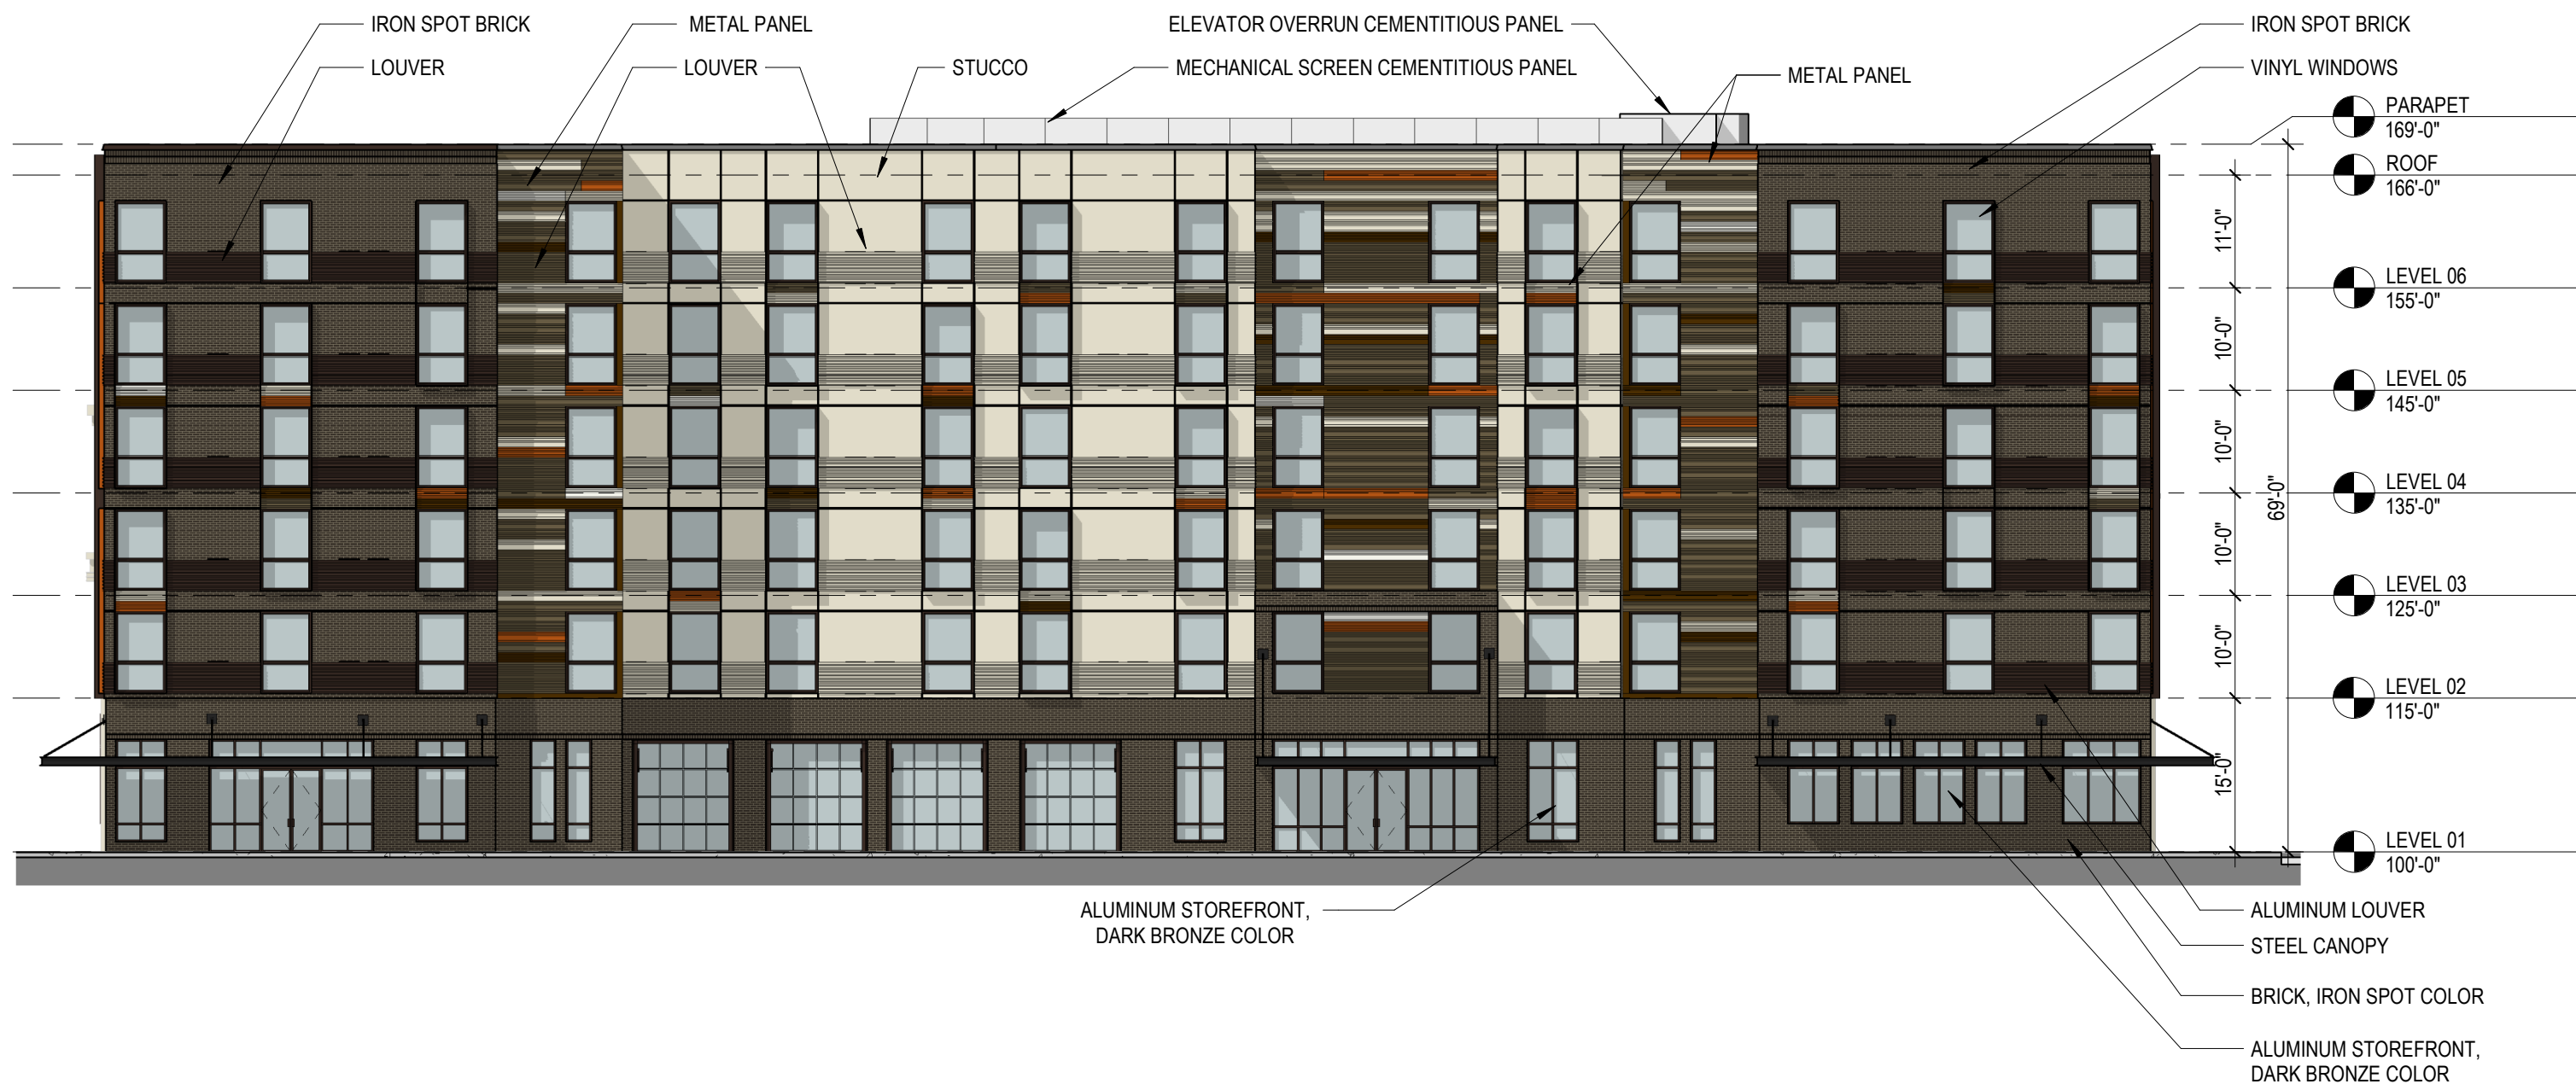 IRON SPOT BRICK
METAL PANEL
ELEVATOR OVERRUN CEMENTITIOUS PANEL
IRON SPOT BRICK
LOUVER
LOUVER
STUCCO
MECHANICAL SCREEN CEMENTITIOUS PANEL
METAL PANEL
VINYL WINDOWS
PARAPET
169'-0"
ROOF
166'-0"
11'-0"
LEVEL 06
155'-0"
10'-0"
LEVEL 05
145'-0"
10'-0"
LEVEL 04
135'-0"
69'-0"
10'-0"
LEVEL 03
125'-0"
10'-0"
LEVEL 02
115'-0"
15'-0"
LEVEL 01
100'-0"
ALUMINUM STOREFRONT,
DARK BRONZE COLOR
ALUMINUM LOUVER
STEEL CANOPY
BRICK, IRON SPOT COLOR
ALUMINUM STOREFRONT,
DARK BRONZE COLOR